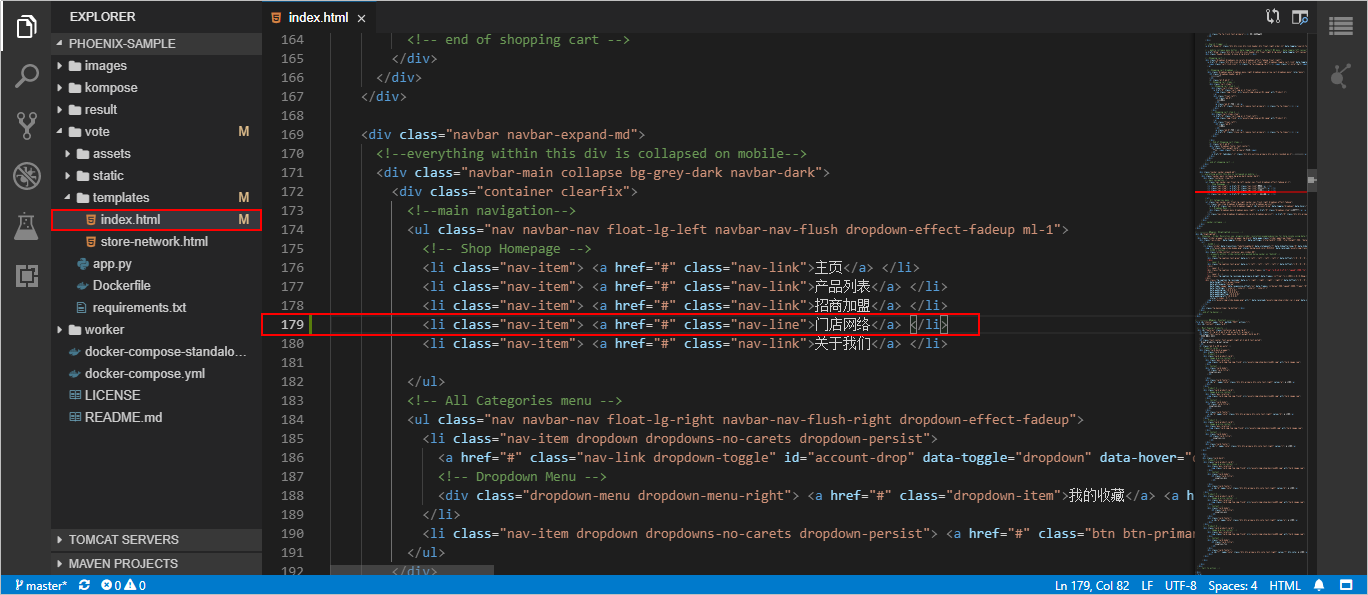 EXPLORER
PHOENIX-SAMPLE
images
kompose
result
vote M
assets
static
templates M
index.html M
store-network.html
app.py
Dockerfile
requirements.txt
worker
docker-compose-standalo...
docker-compose.yml
LICENSE
README.md
TOMCAT SERVERS
MAVEN PROJECTS
index.html ×
164 <!-- end of shopping cart -->
165 </div>
166 </div>
167 </div>
168
169 <div class="navbar navbar-expand-md">
170 <!--everything within this div is collapsed on mobile-->
171 <div class="navbar-main collapse bg-grey-dark navbar-dark">
172 <div class="container clearfix">
173 <!--main navigation-->
174 <ul class="nav navbar-nav float-lg-left navbar-nav-flush dropdown-effect-fadeup ml-1">
175 <!-- Shop Homepage -->
176 <li class="nav-item"> <a href="#" class="nav-link">主页</a> </li>
177 <li class="nav-item"> <a href="#" class="nav-link">产品列表</a> </li>
178 <li class="nav-item"> <a href="#" class="nav-link">招商加盟</a> </li>
179 <li class="nav-item"> <a href="#" class="nav-line">门店网络</a> </li>
180 <li class="nav-item"> <a href="#" class="nav-link">关于我们</a> </li>
181
182 </ul>
183 <!-- All Categories menu -->
184 <ul class="nav navbar-nav float-lg-right navbar-nav-flush-right dropdown-effect-fadeup">
185 <li class="nav-item dropdown dropdowns-no-carets dropdown-persist">
186 <a href="#" class="nav-link dropdown-toggle" id="account-drop" data-toggle="dropdown" data-hover="
187 <!-- Dropdown Menu -->
188 <div class="dropdown-menu dropdown-menu-right"> <a href="#" class="dropdown-item">我的收藏</a> <a h
189 </li>
190 <li class="nav-item dropdown dropdowns-no-carets dropdown-persist"> <a href="#" class="btn btn-primar
191 </ul>
192 </div>
master* 0 0
Ln 179, Col 82 LF UTF-8 Spaces: 4 HTML